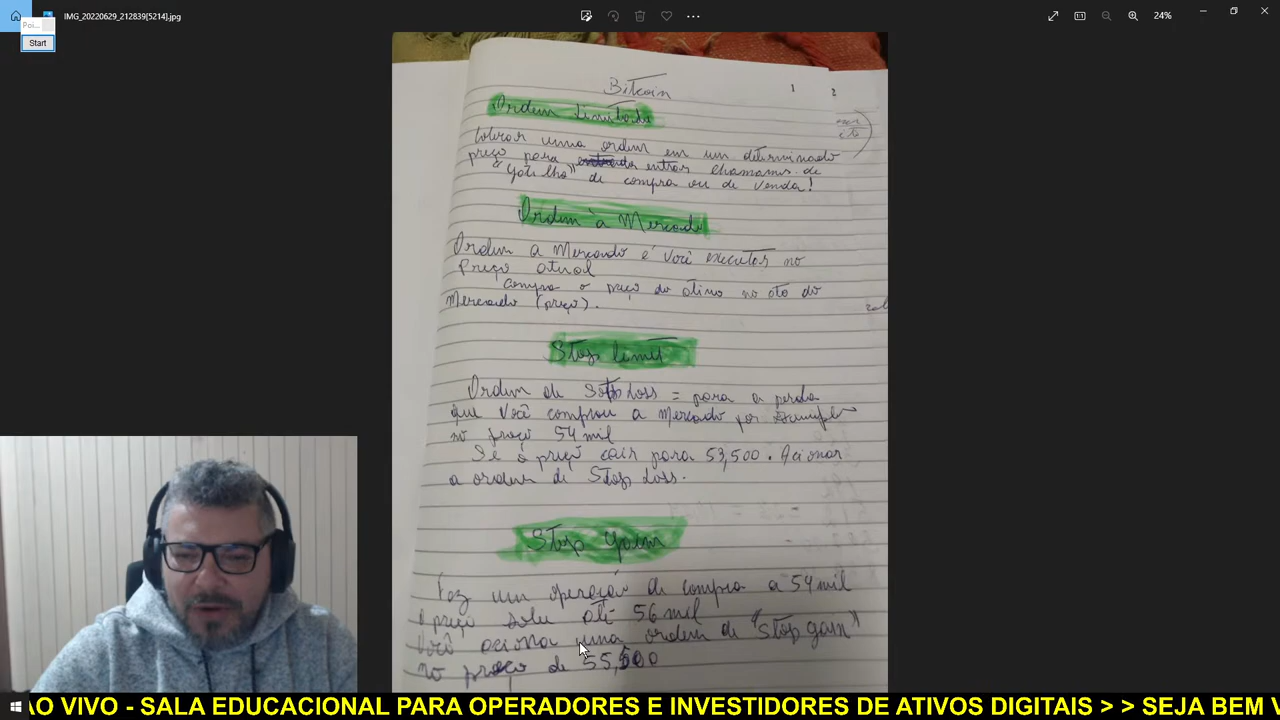 IMG_20220629_212839[5214].jpg
24%
Poi...
Start
Bitcoin
1 2
Ordem limitada
Colocar uma ordem em um determinado
preço para entrar chamamos de
"gatilho" de compra ou de venda!
Ordem à Mercado
Ordem a Mercado é você executar no
Preço atual
compra o preço do ativo no ato do
Mercado (preço).
Stop limit
Ordem de Stop Loss = para a perda
que você comprou a mercado por exemplo
no preço 54 mil
Se o preço cair para 53,500. Acionar
a ordem de Stop Loss.
Stop gain
Fez um operação de compra a 54 mil
o preço sobe até 56 mil
Você aciona uma ordem de "Stop gain"
no preço de 55,500
AO VIVO - SALA EDUCACIONAL PARA OPERADORES E INVESTIDORES DE ATIVOS DIGITAIS > > SEJA BEM V